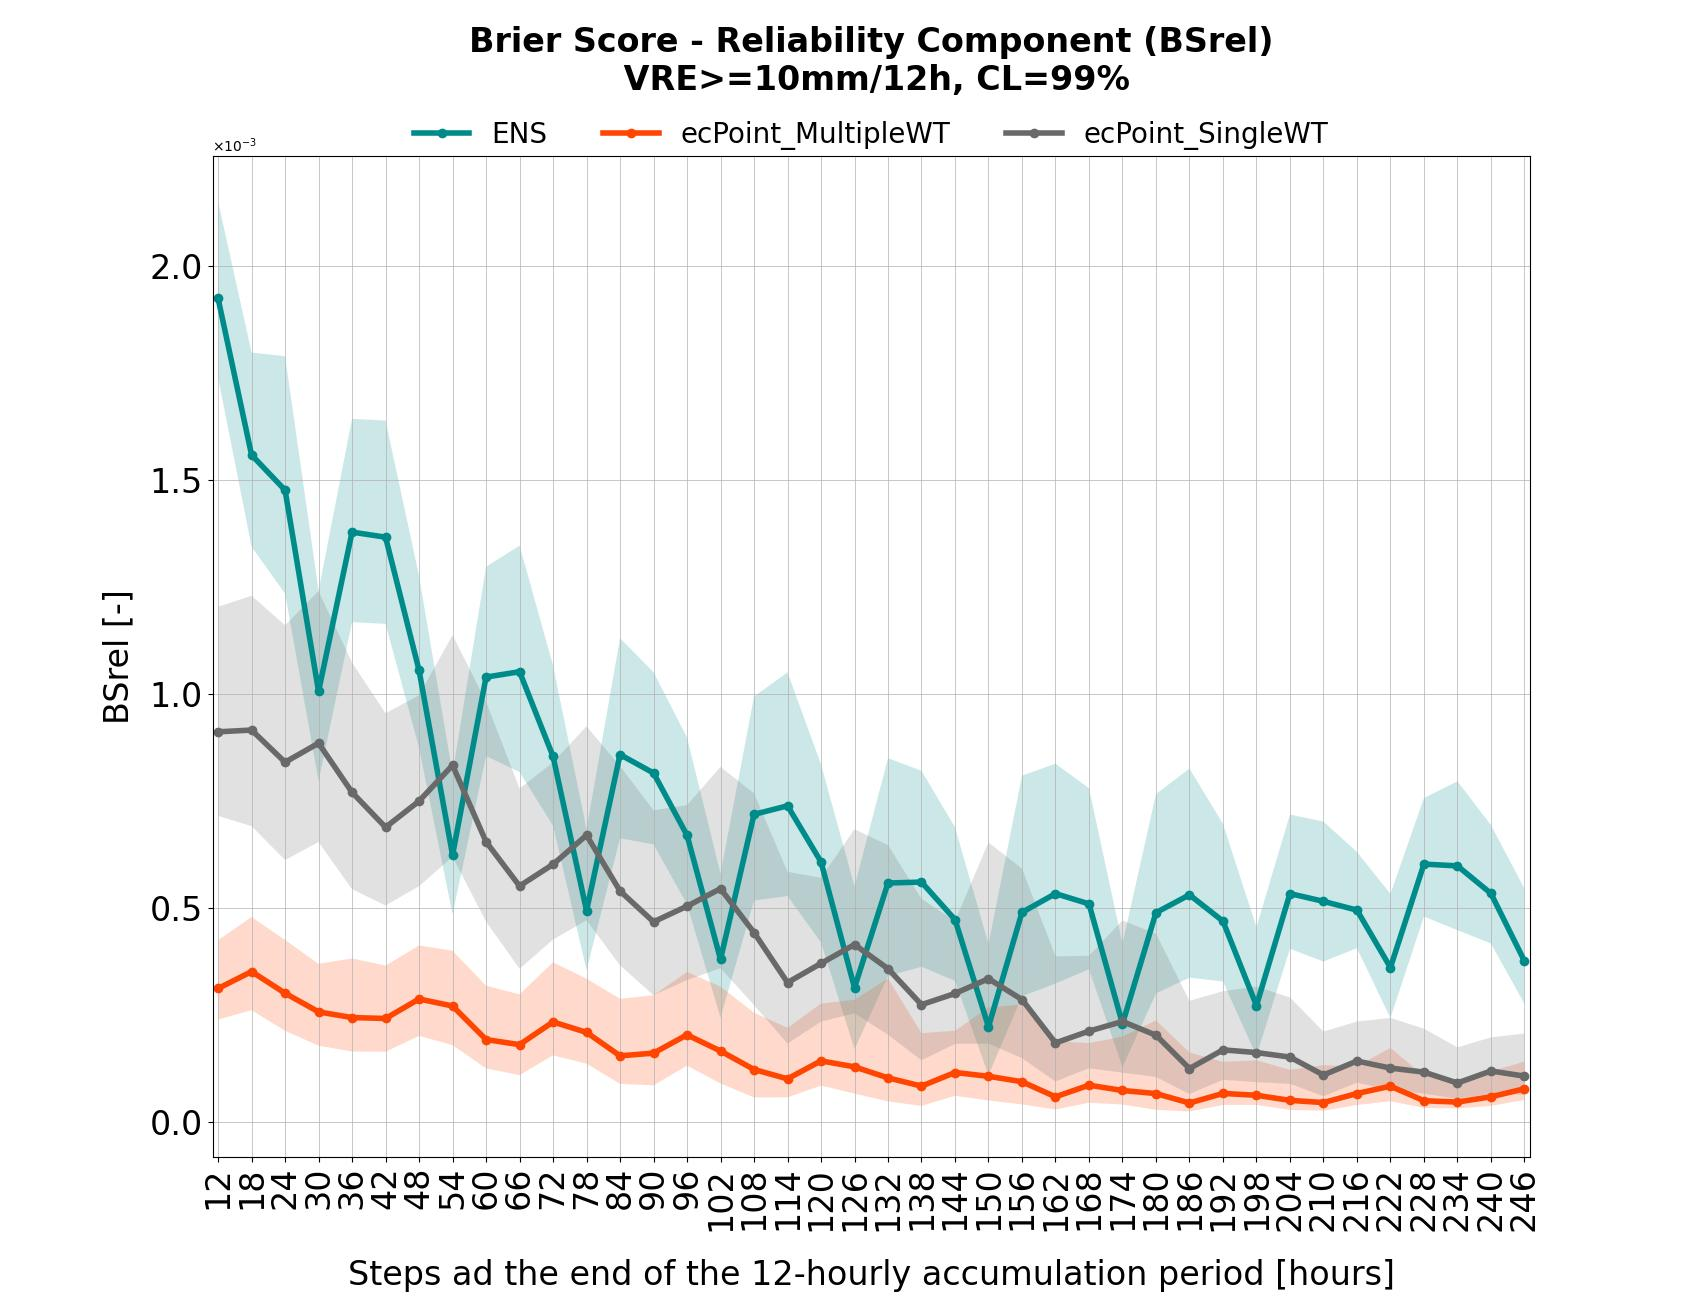 Brier Score - Reliability Component (BSrel)
VRE>=10mm/12h, CL=99%
ENS ecPoint_MultipleWT ecPoint_SingleWT
×10⁻³
2.0
1.5
1.0
0.5
0.0
BSrel [-]
12 18 24 30 36 42 48 54 60 66 72 78 84 90 96 102 108 114 120 126 132 138 144 150 156 162 168 174 180 186 192 198 204 210 216 222 228 234 240 246
Steps ad the end of the 12-hourly accumulation period [hours]